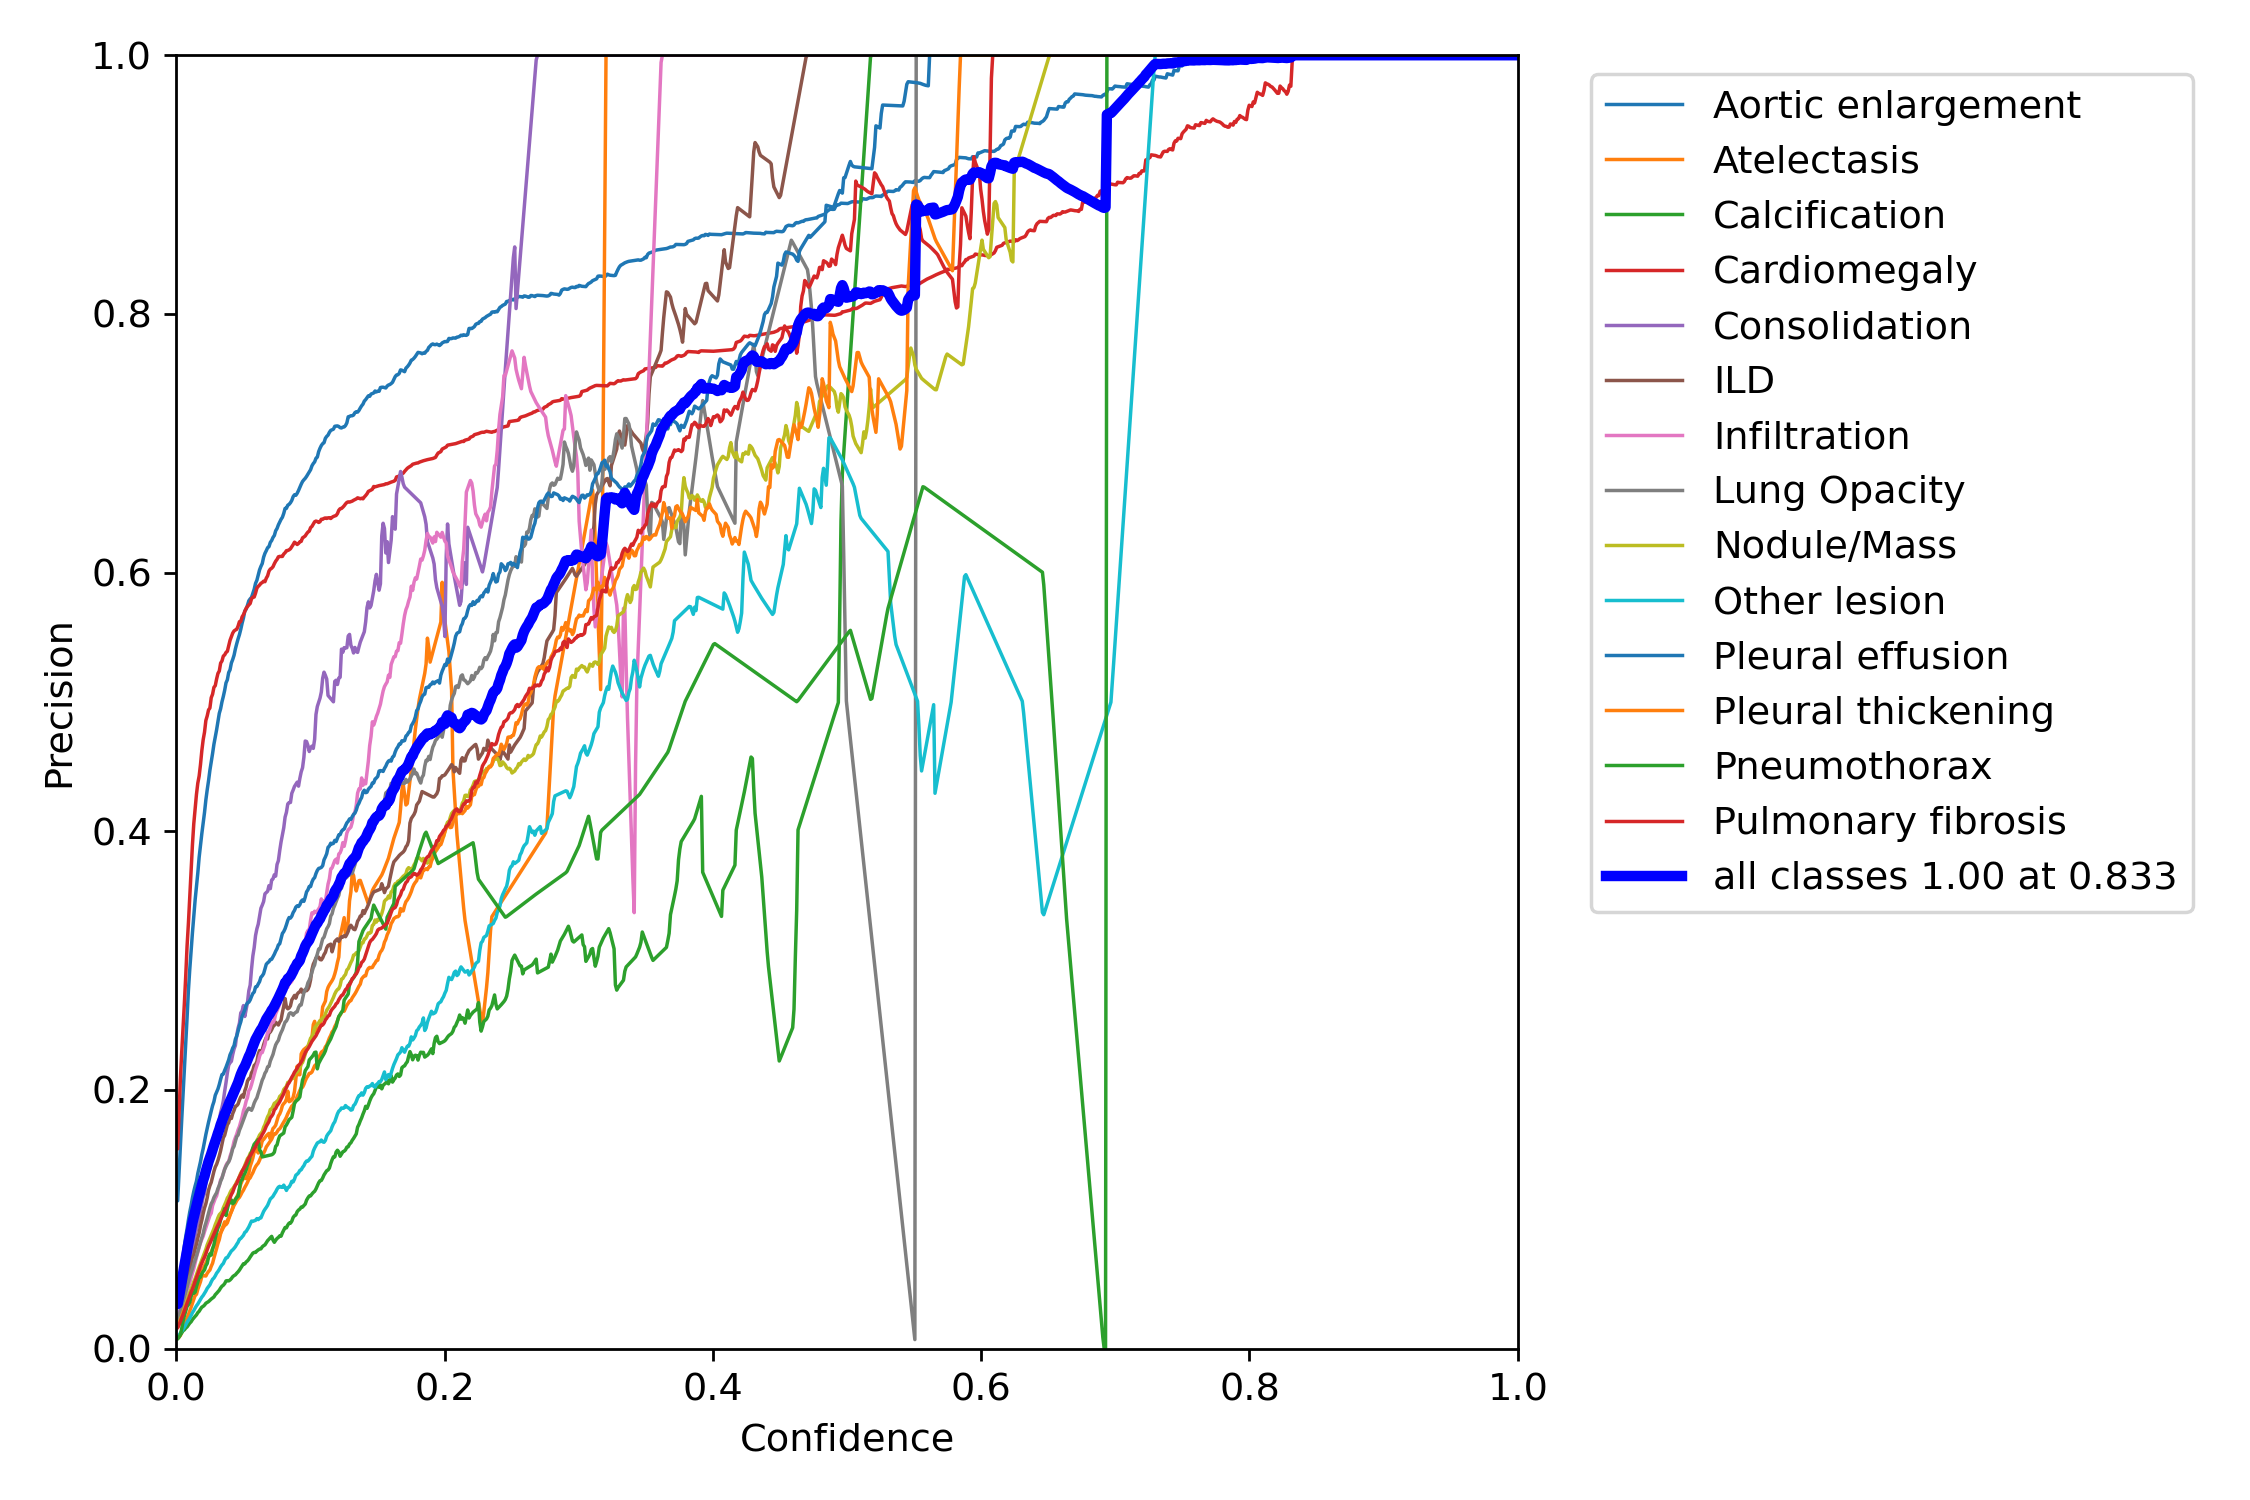 1.0
0.8
0.6
0.4
0.2
0.0
Precision
0.0 0.2 0.4 0.6 0.8 1.0
Confidence
Aortic enlargement
Atelectasis
Calcification
Cardiomegaly
Consolidation
ILD
Infiltration
Lung Opacity
Nodule/Mass
Other lesion
Pleural effusion
Pleural thickening
Pneumothorax
Pulmonary fibrosis
all classes 1.00 at 0.833